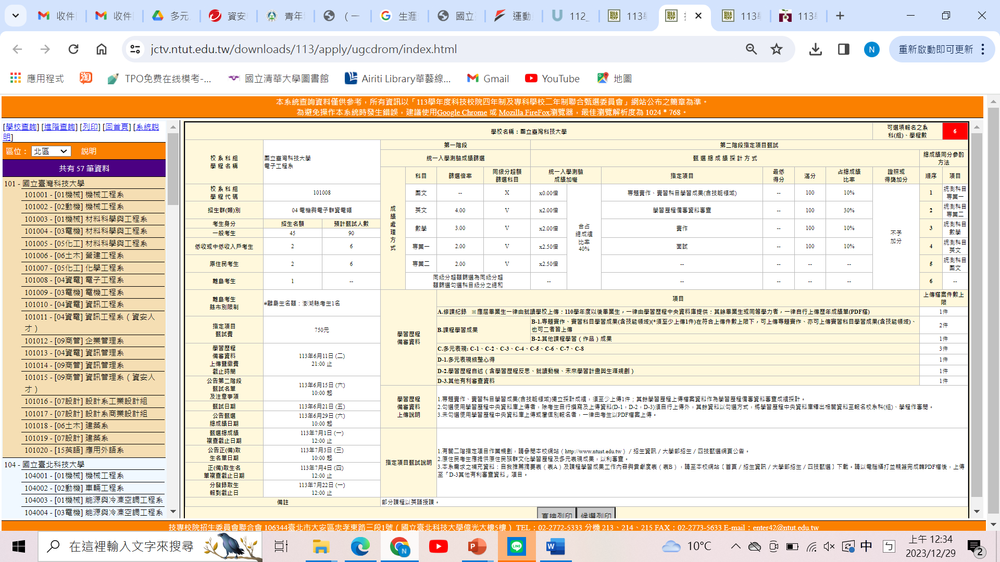 收件
收件
多元
資安
青年
(一
生涯
國立
運動
112_
113
113
113
jctv.ntut.edu.tw/downloads/113/apply/ugcdrom/index.html
N
重新啟動即可更新
應用程式
TPO免费在线模考-...
國立清華大學圖書館
Airiti Library華藝線...
Gmail
YouTube
地圖
本系統查詢資料僅供參考，所有資訊以「113學年度科技校院四年制及專科學校二年制聯合甄選委員會」網站公布之簡章為準。
為避免操作本系統時發生錯誤，建議使用Google Chrome 或 Mozilla FireFox瀏覽器，最佳瀏覽解析度為 1024 * 768。
[學校查詢] [進階查詢] [列印] [回首頁] [系統說明]
區位： 北區 說明
共有 57 筆資料
101 - 國立臺灣科技大學
101001 - [01機械] 機械工程系
101002 - [02動機] 機械工程系
101003 - [01機械] 材料科學與工程系
101004 - [03電機] 材料科學與工程系
101005 - [05化工] 材料科學與工程系
101006 - [06土木] 營建工程系
101007 - [05化工] 化學工程系
101008 - [04資電] 電子工程系
101009 - [03電機] 電機工程系
101010 - [04資電] 資訊工程系
101011 - [04資電] 資訊工程系（資安人才）
101012 - [09商管] 企業管理系
101013 - [04資電] 資訊管理系
101014 - [09商管] 資訊管理系
101015 - [09商管] 資訊管理系（資安人才）
101016 - [07設計] 設計系工業設計組
101017 - [07設計] 設計系商業設計組
101018 - [06土木] 建築系
101019 - [07設計] 建築系
101020 - [15英語] 應用外語系
104 - 國立臺北科技大學
104001 - [01機械] 機械工程系
104002 - [02動機] 車輛工程系
104003 - [01機械] 能源與冷凍空調工程系
104004 - [03電機] 能源與冷凍空調工程系
學校名稱：國立臺灣科技大學
可選填報名之系科(組)、學程數 6
校系科組學程名稱 國立臺灣科技大學 電子工程系
第一階段 第二階段指定項目甄試
統一入學測驗成績篩選 甄選總成績採計方式 總成績同分參酌方法
成績處理方式 科目 篩選倍率 同級分超額篩選科目 統一入學測驗成績加權 指定項目 最低得分 滿分 占總成績比率 證照或得獎加分 順序 項目
校系科組學程代碼 101008
國文 -- X x0.00倍 專題實作、實習科目學習成果(含技能領域) -- 100 10% 1 統測科目專業一
招生群(類)別 04 電機與電子群資電類
英文 4.00 V x2.00倍 學習歷程備審資料審查 -- 100 30% 2 統測科目專業二
考生身分 招生名額 預計甄試人數
一般考生 45 90
數學 3.00 V x2.00倍 合占總成績比率40% 實作 -- 100 10% 不予加分 3 統測科目數學
低收或中低收入戶考生 2 6
專業一 2.00 V x2.50倍 面試 -- 100 10% 4 統測科目英文
原住民考生 2 6
專業二 2.00 V x2.50倍 -- -- -- -- 5 統測科目國文
離島考生 1 --
同級分超額篩選為同級分超額篩選勾選科目級分之總和 -- -- -- -- -- 6 --
離島考生縣市別限制 #離島生名額：澎湖縣考生1名
指定項目甄試費 750元
學習歷程備審資料上傳暨繳費截止時間 113年6月11日 (二) 21:00 止
公告第二階段甄試名單及注意事項 113年6月15日 (六) 10:00 起
甄試日期 113年6月21日 (五)
公告甄選總成績日期 113年6月29日 (六) 10:00 起
甄選總成績複查截止日期 113年7月1日 (一) 12:00 止
公告正(備)取生名單日期 113年7月3日 (三) 10:00 起
正(備)取生名單複查截止日期 113年7月4日 (四) 12:00 止
分發錄取生報到截止日 113年7月22日 (一) 12:00 止
學習歷程備審資料 項目 上傳檔案件數上限
A.修課紀錄 ※應屆畢業生一律由就讀學校上傳；110學年度以後畢業生，一律由學習歷程中央資料庫提供；其餘畢業生或同等學力者，一律自行上傳歷年成績單(PDF檔) 1件
B.課程學習成果 B-1.專題實作、實習科目學習成果(含技能領域)(*須至少上傳1件)在符合上傳件數上限下，可上傳專題實作、亦可上傳實習科目學習成果(含技能領域)、也可二者皆上傳 2件
B-2.其他課程學習（作品）成果 1件
C.多元表現: C-1、C-2、C-3、C-4、C-5、C-6、C-7、C-8 3件
D-1.多元表現綜整心得 1件
D-2.學習歷程自述（含學習歷程反思、就讀動機、未來學習計畫與生涯規劃） 1件
D-3.其他有利審查資料 1件
學習歷程備審資料上傳說明
1.專題實作、實習科目學習成果(含技能領域)獨立採計成績，須至少上傳1件；其餘學習歷程上傳檔案資料作為學習歷程備審資料審查成績採計。
2.勾選使用學習歷程中央資料庫上傳者，除考生自行撰寫及上傳資料(D-1，D-2，D-3)須自行上傳外，其餘資料以勾選方式，將學習歷程中央資料庫釋出相關資料至報名校系科(組)、學程作審閱。
3.未勾選使用學習歷程中央資料庫上傳或屬個別報名者，一律由考生以PDF檔案上傳。
指定項目甄試說明
1.有關二階指定項目作業規劃，請參閱本校網站（http://www.ntust.edu.tw）/ 招生資訊 / 大學部招生 / 四技甄選網頁公告。
2.原住民考生應提供原住民族群文化學習歷程及多元表現成果，以利審查。
3.本系需求之補充資料：自我推薦摘要表（表A）及課程學習成果工作內容與貢獻度表（表B），請至本校網站〔首頁 / 招生資訊 / 大學部招生 / 四技甄選〕下載。請以電腦繕打並親簽完成轉PDF檔後，上傳至「D-3其他有利審查資料」項目。
備註 部分課程以英語授課。
直接列印 候選列印
技專校院招生委員會聯合會 106344臺北市大安區忠孝東路三段1號（國立臺北科技大學億光大樓5樓） TEL：02-2772-5333 分機 213、214、215 FAX：02-2773-5633 E-mail：enter42@ntut.edu.tw
在這裡輸入文字來搜尋
10°C
中
ㄅ
上午 12:34
2023/12/29
2